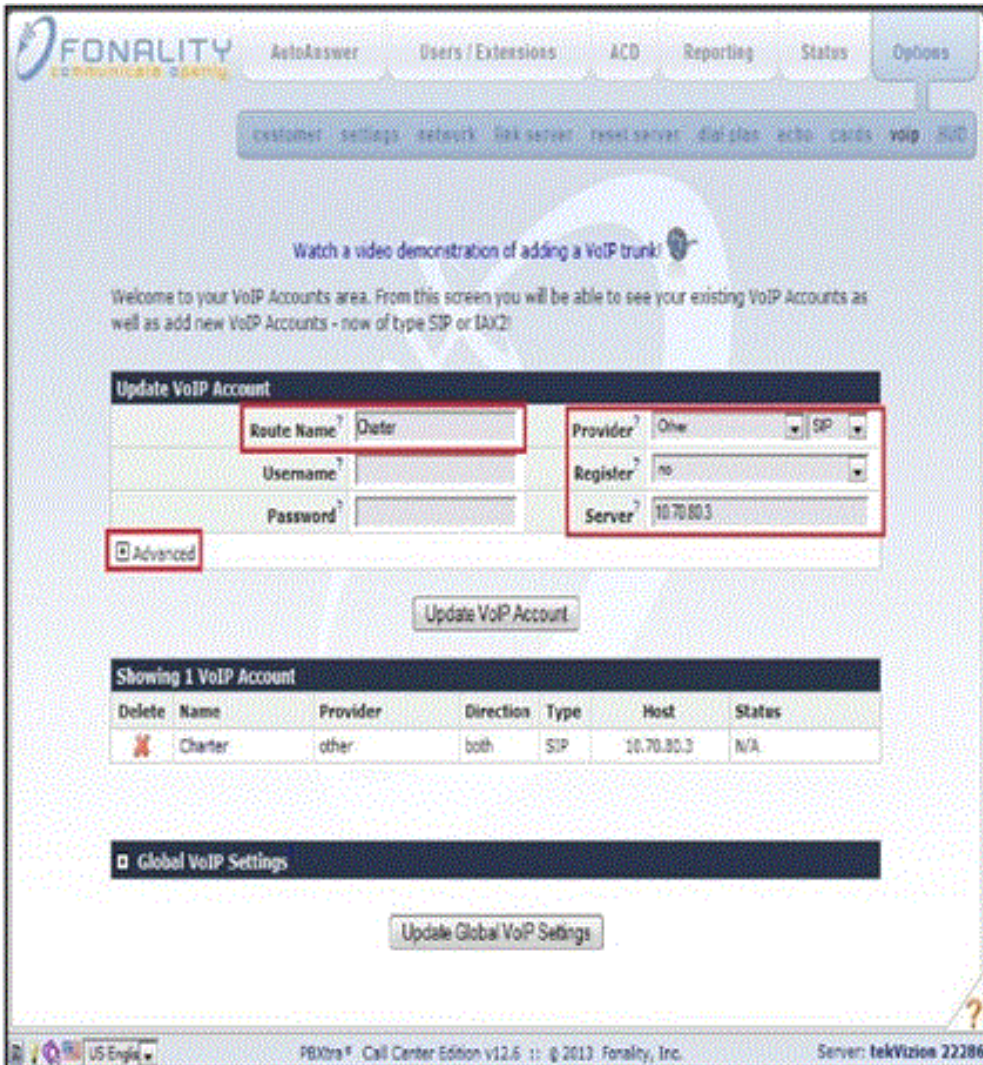 FONALITY
communicate openly
AutoAnswer Users / Extensions ACD Reporting Status Options
customer settings network link server reset server dial plan echo cards voip HUD
Watch a video demonstration of adding a VoIP trunk!
Welcome to your VoIP Accounts area. From this screen you will be able to see your existing VoIP Accounts as
well as add new VoIP Accounts - now of type SIP or IAX2!
Update VoIP Account
Route Name? Charter Provider? Other SIP
Username? Register? no
Password? Server? 10.70.80.3
Advanced
Update VoIP Account
Showing 1 VoIP Account
Delete Name Provider Direction Type Host Status
Charter other both SIP 10.70.80.3 N/A
Global VoIP Settings
Update Global VoIP Settings
?
US Englis PBXtra® Call Center Edition v12.6 :: © 2013 Fonality, Inc. Server: tekVizion 22286